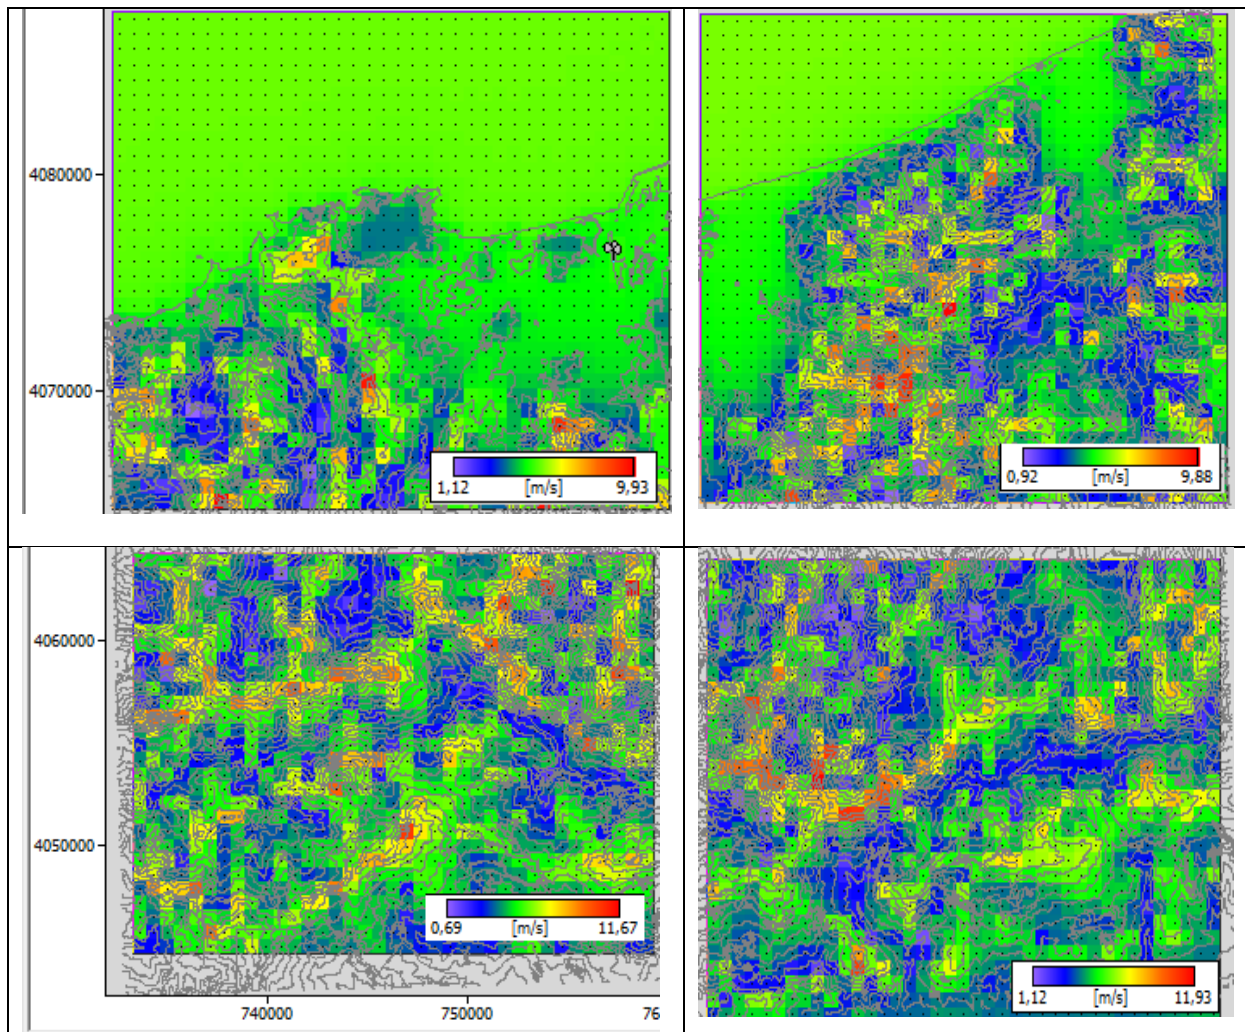 4080000
4070000
1,12 [m/s] 9,93
0,92 [m/s] 9,88
4060000
4050000
0,69 [m/s] 11,67
1,12 [m/s] 11,93
740000 750000 76